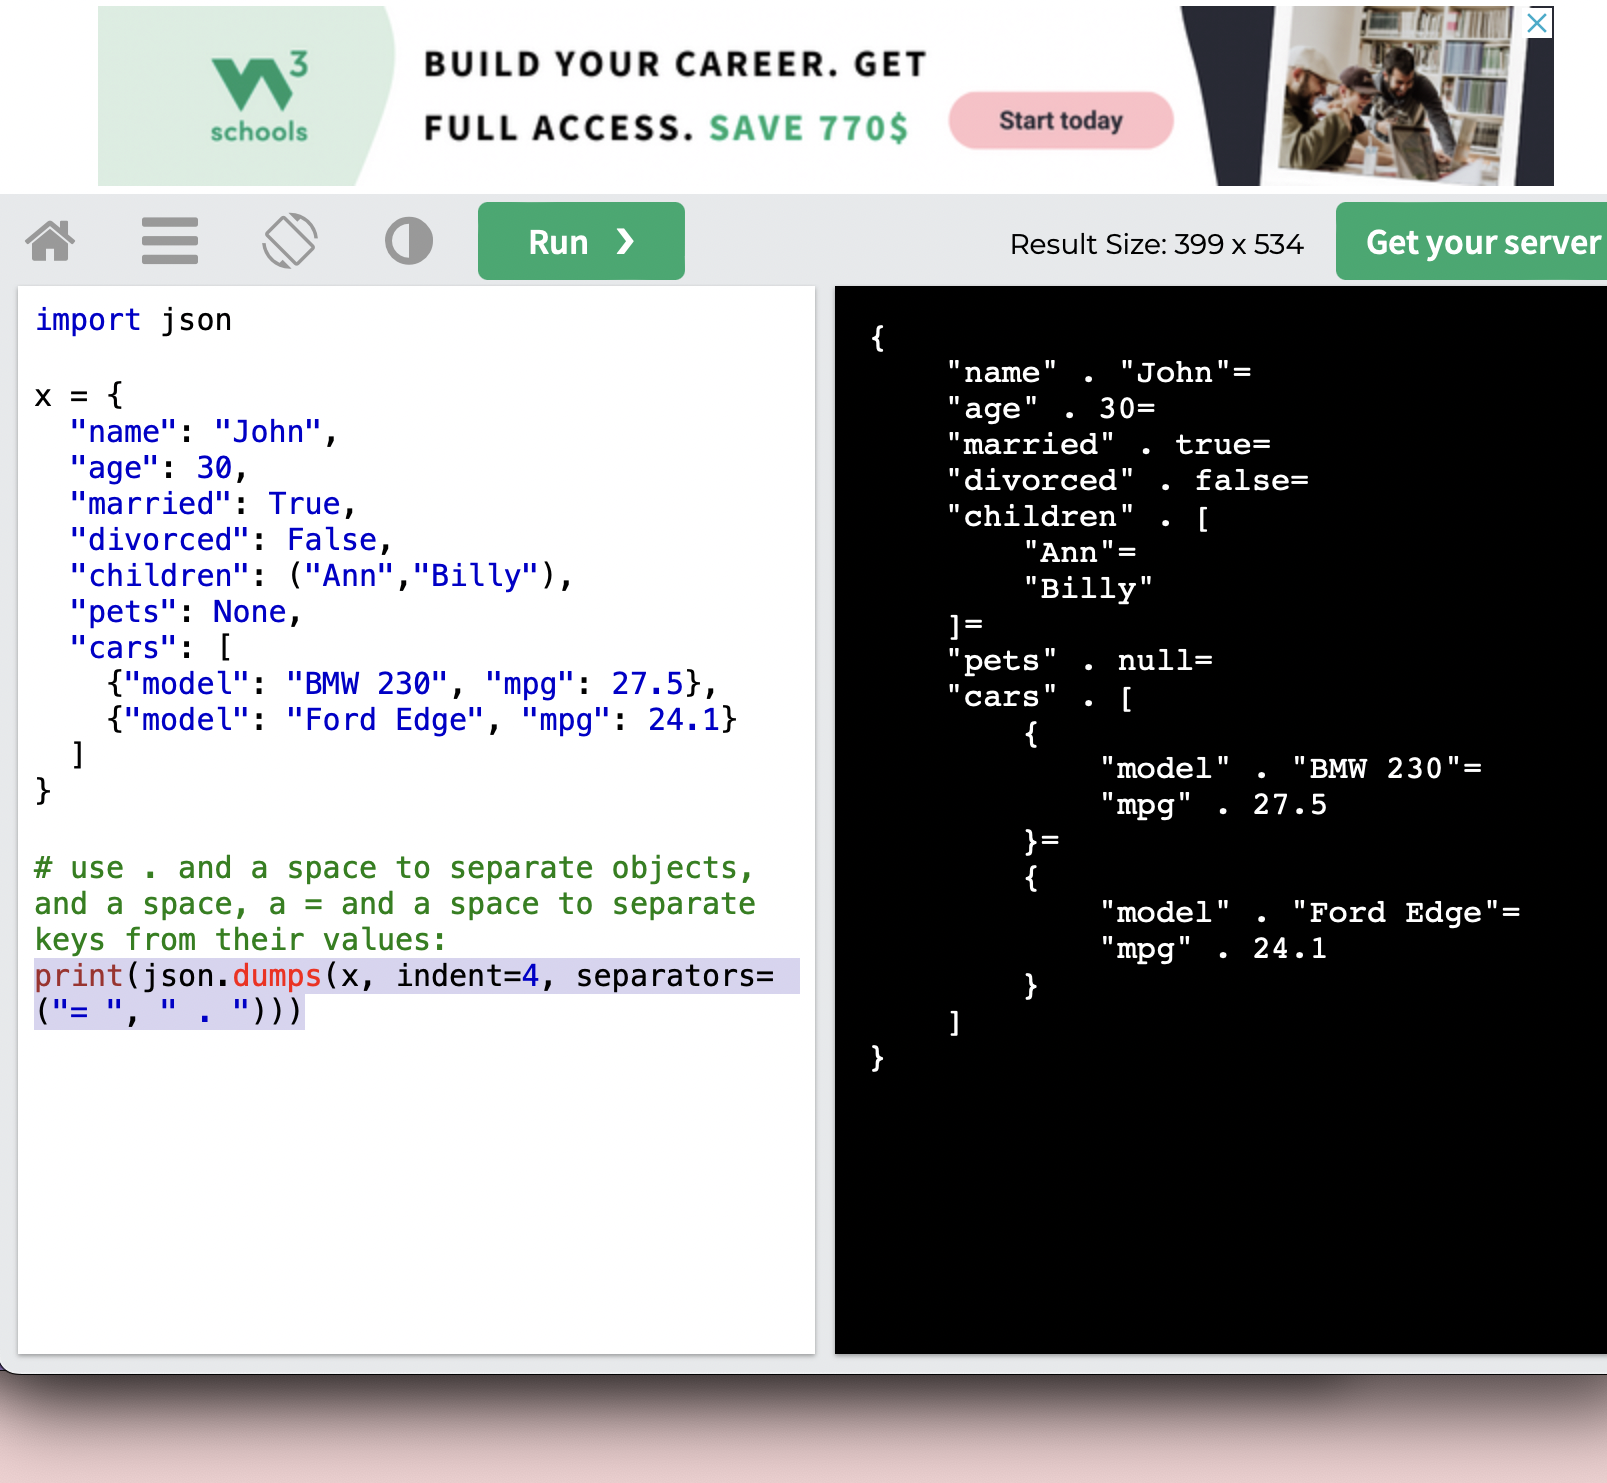 3
schools
BUILD YOUR CAREER. GET
FULL ACCESS. SAVE 770$
Start today
Run ❯
Result Size: 399 x 534
Get your server
import json
x = {
  "name": "John",
  "age": 30,
  "married": True,
  "divorced": False,
  "children": ("Ann","Billy"),
  "pets": None,
  "cars": [
    {"model": "BMW 230", "mpg": 27.5},
    {"model": "Ford Edge", "mpg": 24.1}
  ]
}
# use . and a space to separate objects,
and a space, a = and a space to separate
keys from their values:
print(json.dumps(x, indent=4, separators=
("= ", " . ")))
{
    "name" . "John"=
    "age" . 30=
    "married" . true=
    "divorced" . false=
    "children" . [
        "Ann"=
        "Billy"
    ]=
    "pets" . null=
    "cars" . [
        {
            "model" . "BMW 230"=
            "mpg" . 27.5
        }=
        {
            "model" . "Ford Edge"=
            "mpg" . 24.1
        }
    ]
}